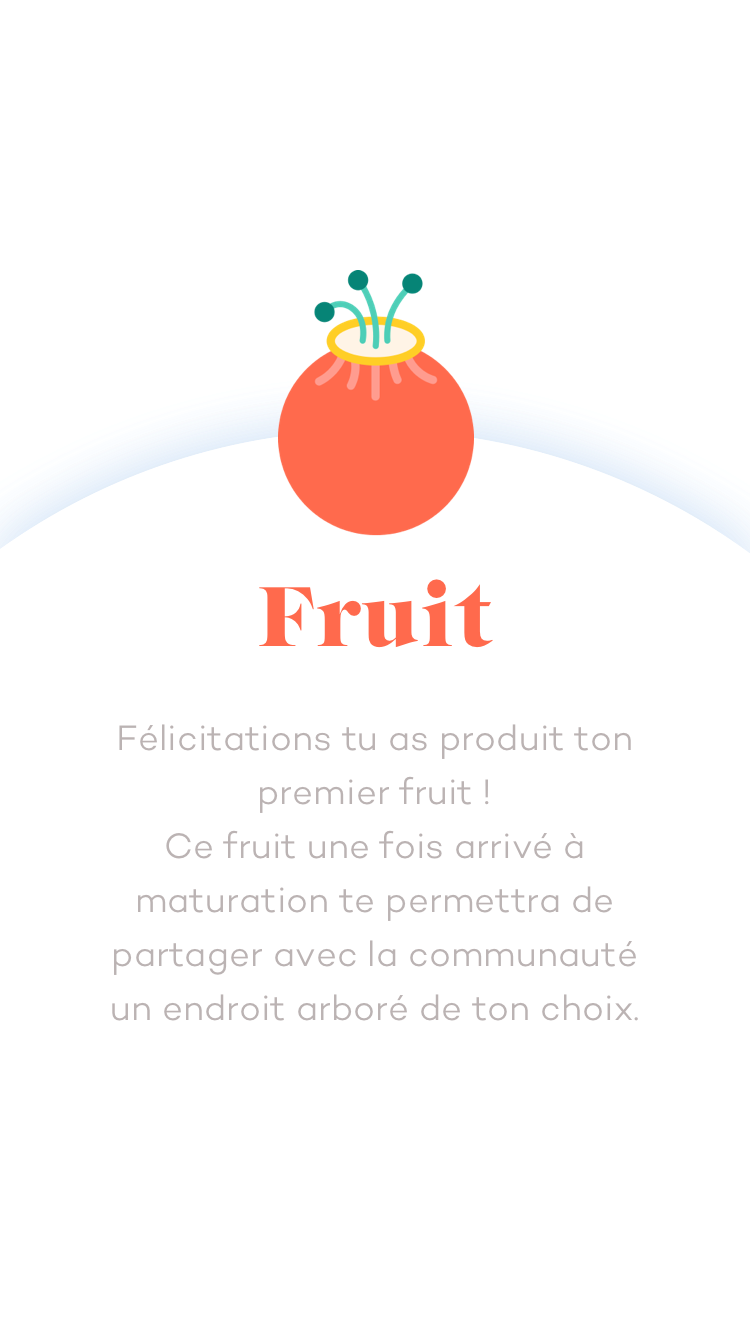 Fruit
Félicitations tu as produit ton
premier fruit !
Ce fruit une fois arrivé à
maturation te permettra de
partager avec la communauté
un endroit arboré de ton choix.